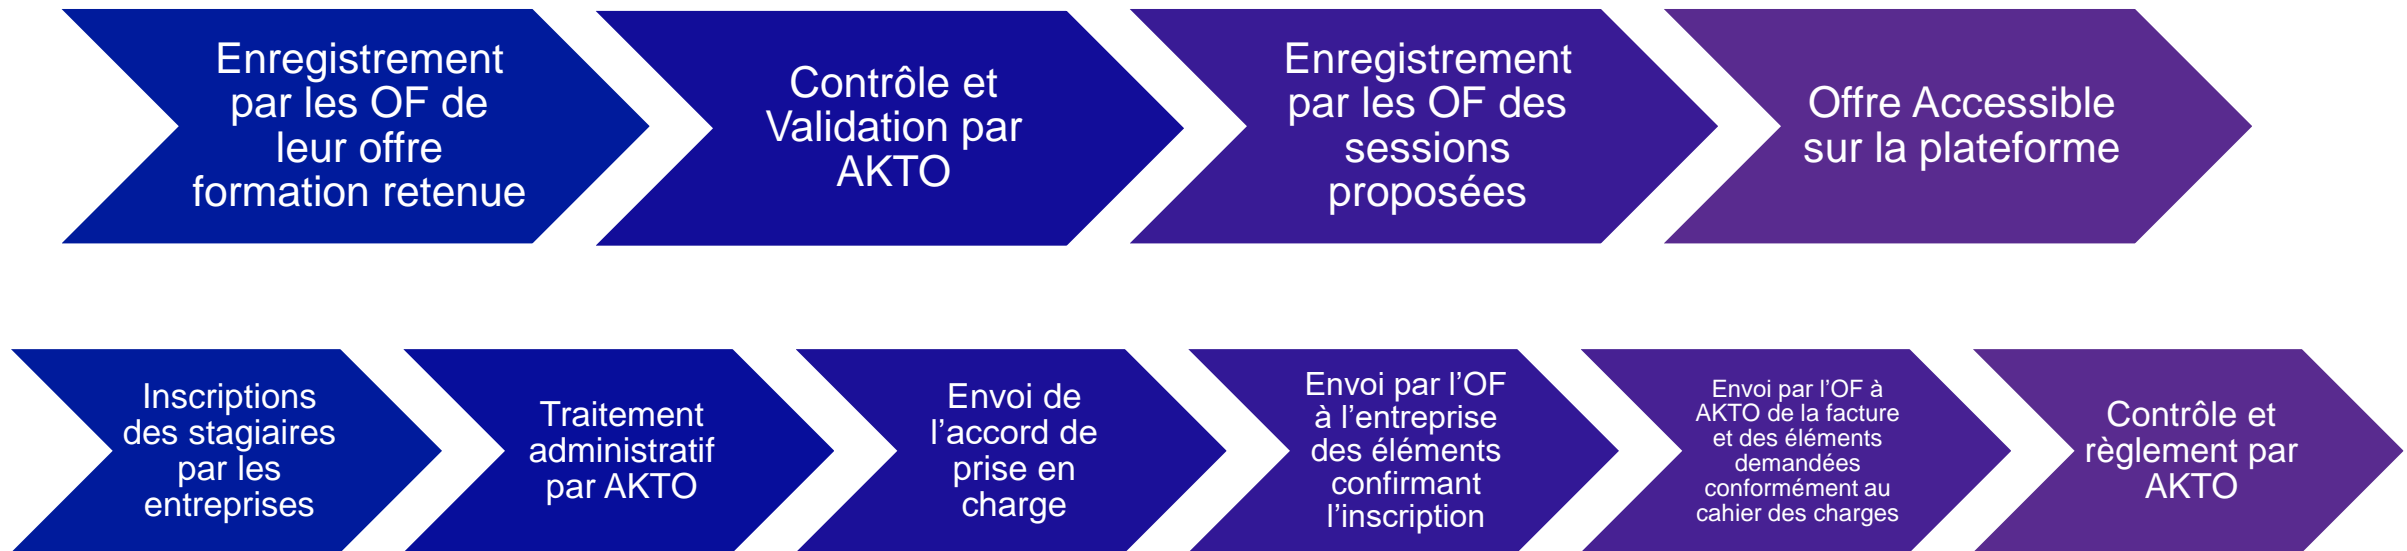 Enregistrement
par les OF de
leur offre
formation retenue
Contrôle et
Validation par
AKTO
Enregistrement
par les OF des
sessions
proposées
Offre Accessible
sur la plateforme
Inscriptions
des stagiaires
par les
entreprises
Traitement
administratif
par AKTO
Envoi de
l’accord de
prise en
charge
Envoi par l’OF
à l’entreprise
des éléments
confirmant
l’inscription
Envoi par l’OF à
AKTO de la facture
et des éléments
demandées
conformément au
cahier des charges
Contrôle et
règlement par
AKTO